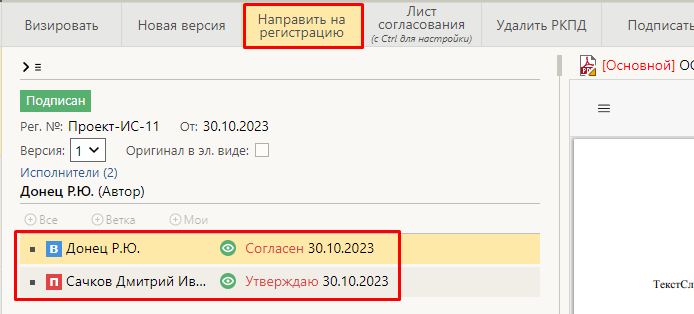 Визировать
Новая версия
Направить на
регистрацию
Лист
согласования
(с Ctrl для настройки)
Удалить РКПД
Подписать
[Основной] ОС
Подписан
Рег. №: Проект-ИС-11 От: 30.10.2023
Версия: 1 Оригинал в эл. виде:
Исполнители (2)
Донец Р.Ю. (Автор)
Все Ветка Мои
В Донец Р.Ю. Согласен 30.10.2023
П Сачков Дмитрий Ив... Утверждаю 30.10.2023
ТекстСл